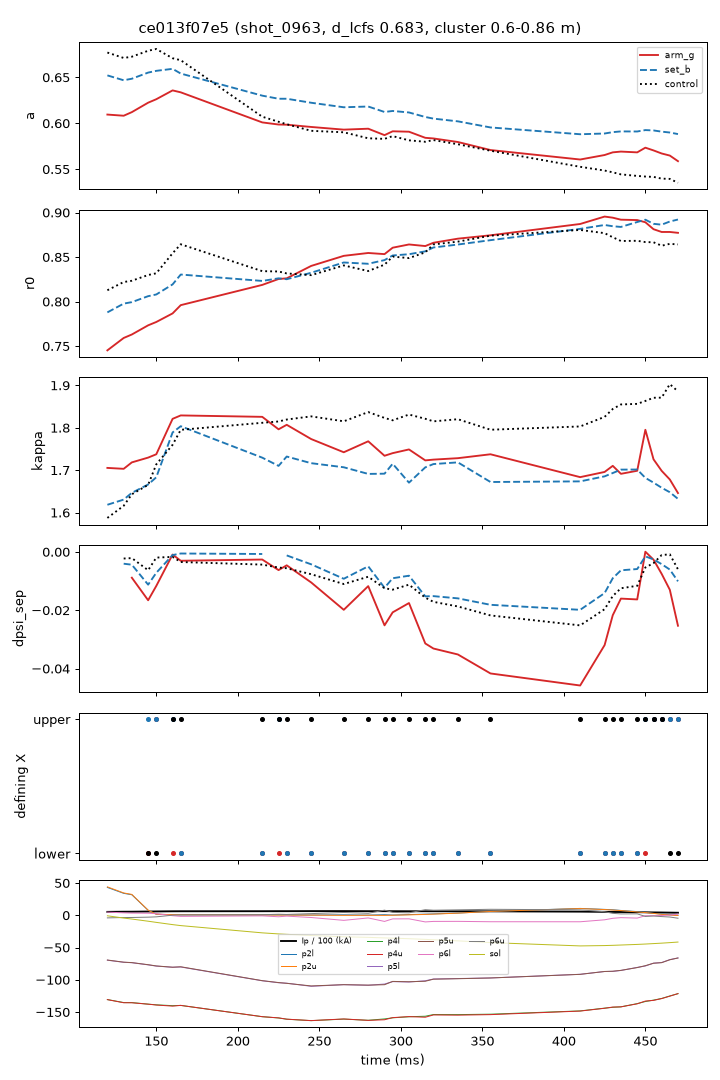 ce013f07e5 (shot_0963, d_lcfs 0.683, cluster 0.6-0.86 m)
a
0.65
0.60
0.55
arm_g
set_b
control
r0
0.90
0.85
0.80
0.75
kappa
1.9
1.8
1.7
1.6
dpsi_sep
0.00
−0.02
−0.04
defining X
upper
lower
50
0
−50
−100
−150
Ip / 100 (kA)
p2l
p2u
p4l
p4u
p5l
p5u
p6l
p6u
sol
150
200
250
300
350
400
450
time (ms)